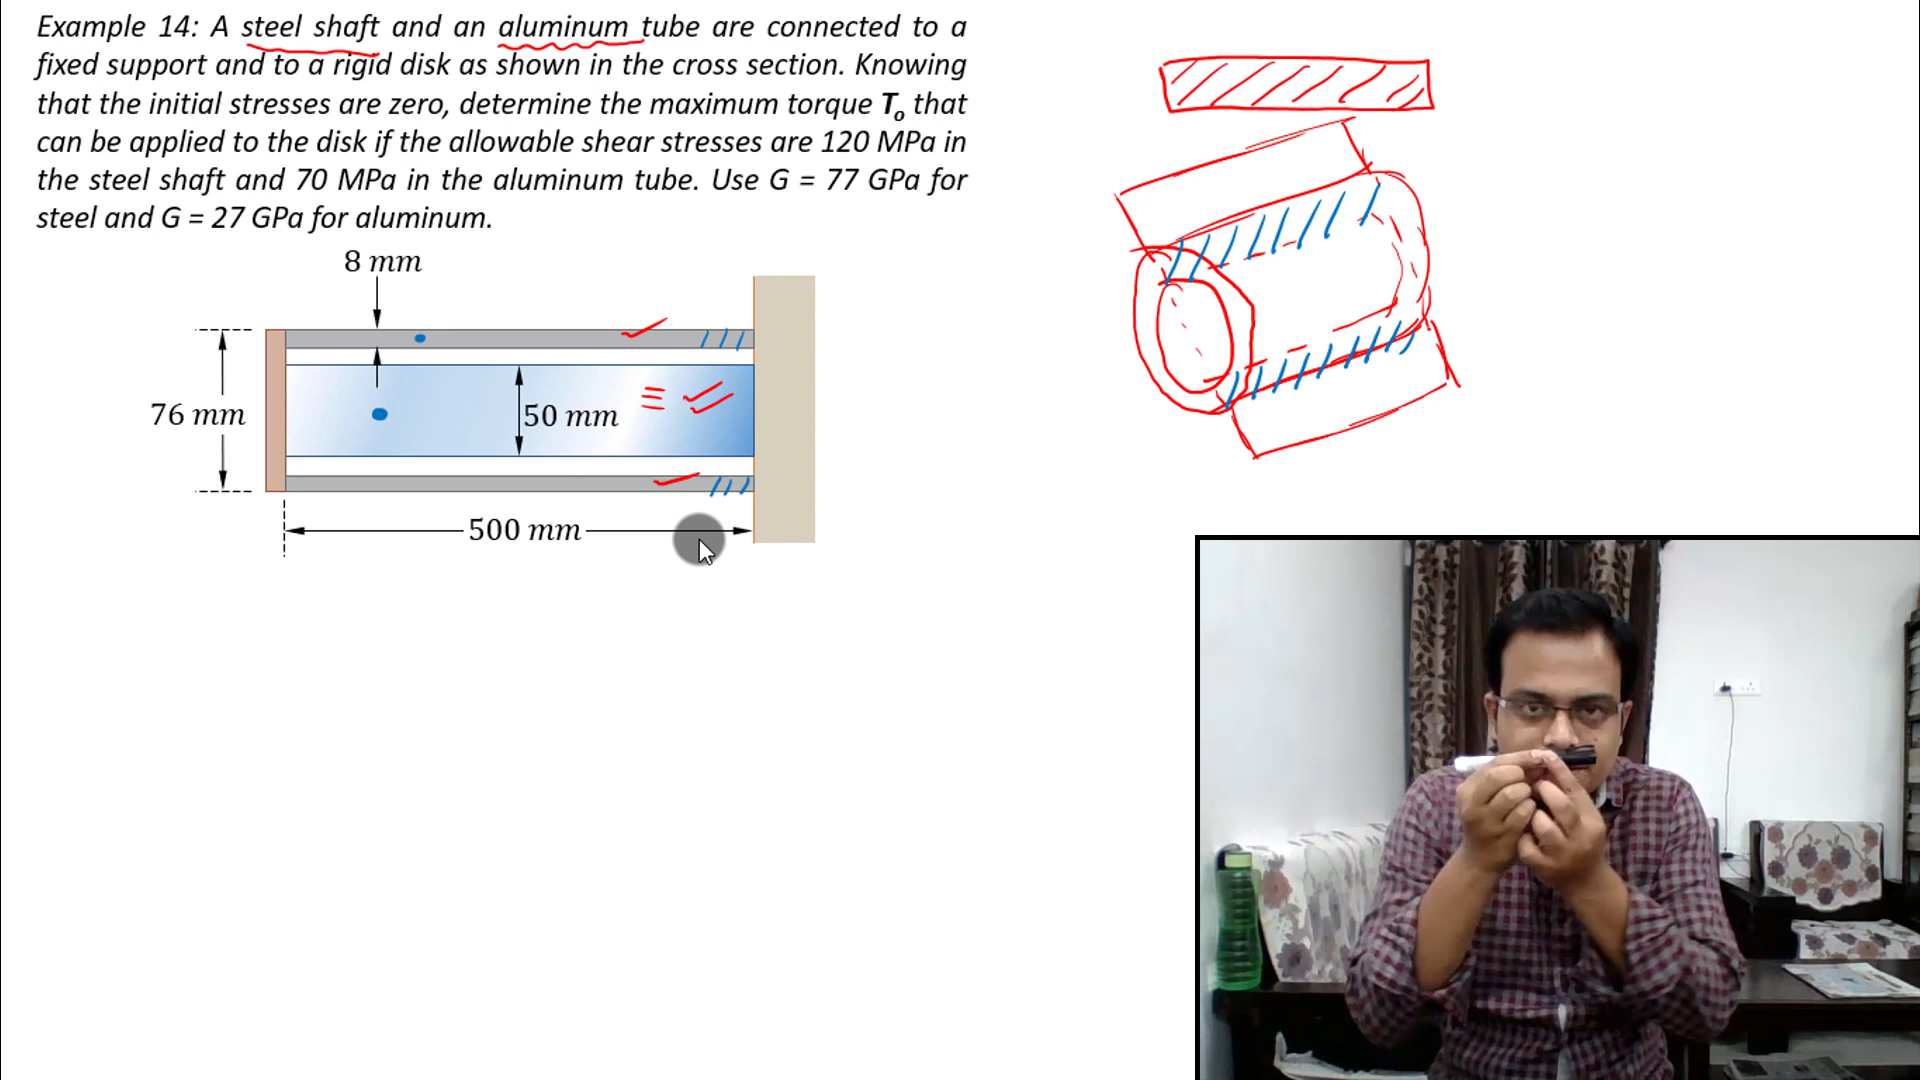 Example 14: A steel shaft and an aluminum tube are connected to a
fixed support and to a rigid disk as shown in the cross section. Knowing
that the initial stresses are zero, determine the maximum torque Tₒ that
can be applied to the disk if the allowable shear stresses are 120 MPa in
the steel shaft and 70 MPa in the aluminum tube. Use G = 77 GPa for
steel and G = 27 GPa for aluminum.
8 mm
76 mm
50 mm
500 mm